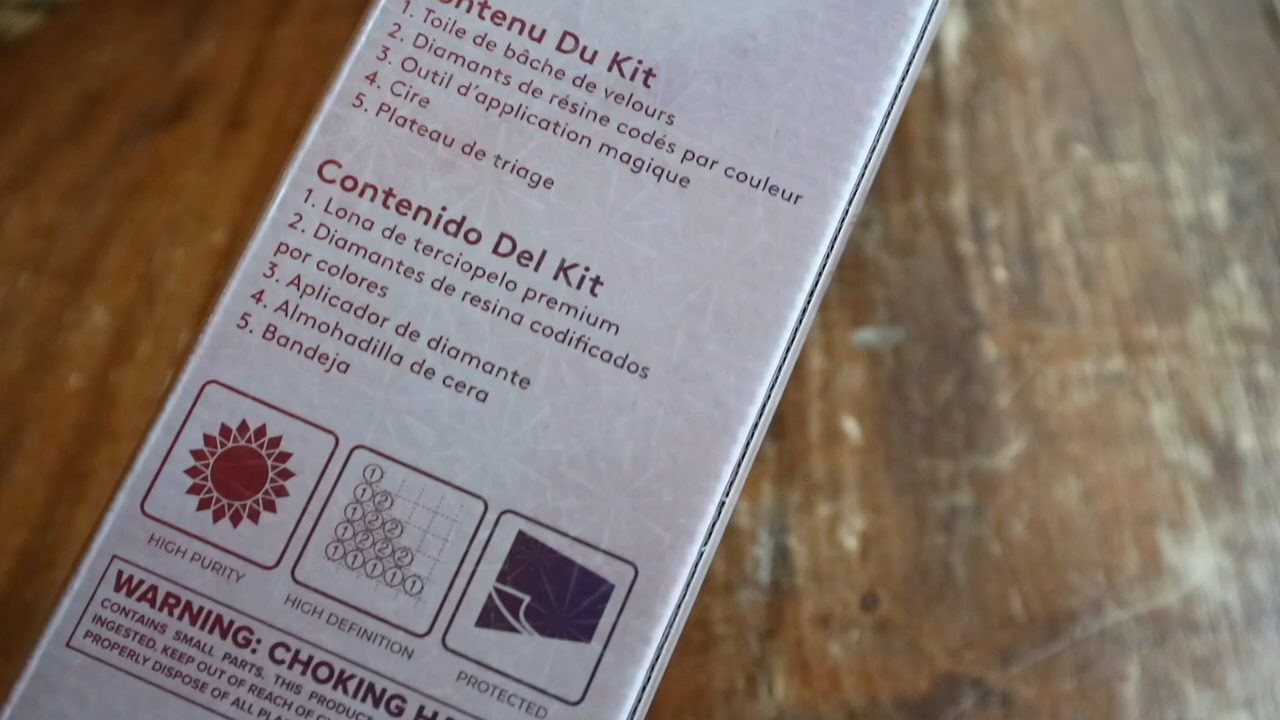 ontenu Du Kit
1. Toile de bâche de velours
2. Diamants de résine codés par couleur
3. Outil d'application magique
4. Cire
5. Plateau de triage
Contenido Del Kit
1. Lona de terciopelo premium
2. Diamantes de resina codificados
por colores
3. Aplicador de diamante
4. Almohadilla de cera
5. Bandeja
HIGH PURITY
HIGH DEFINITION
PROTECTED
WARNING: CHOKING
CONTAINS SMALL PARTS. THIS PRODUCT
INGESTED. KEEP OUT OF REACH OF
PROPERLY DISPOSE OF ALL